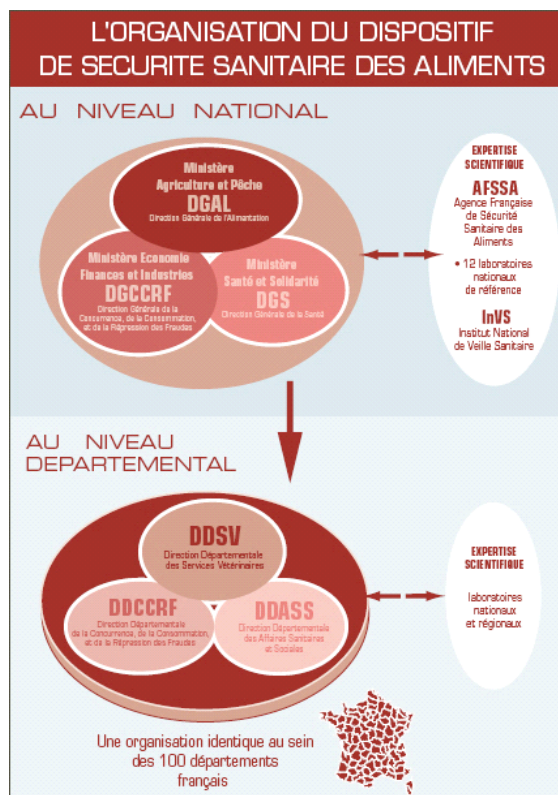 L'ORGANISATION DU DISPOSITIF
DE SECURITE SANITAIRE DES ALIMENTS
AU NIVEAU NATIONAL
Ministère
Agriculture et Pêche
DGAL
Direction Générale de l'Alimentation
Ministère Economie
Finances et Industries
DGCCRF
Direction Générale de la
Concurrence, de la Consommation,
et de la Répression des Fraudes
Ministère
Santé et Solidarité
DGS
Direction Générale de la Santé
EXPERTISE
SCIENTIFIQUE
AFSSA
Agence Française
de Sécurité
Sanitaire des
Aliments
• 12 laboratoires
nationaux
de référence
InVS
Institut National
de Veille Sanitaire
AU NIVEAU
DEPARTEMENTAL
DDSV
Direction Départementale
des Services Vétérinaires
DDCCRF
Direction Départementale
de la Concurrence, de la Consommation,
et de la Répression des Fraudes
DDASS
Direction Départementale
des Affaires Sanitaires
et Sociales
EXPERTISE
SCIENTIFIQUE
laboratoires
nationaux
et régionaux
Une organisation identique au sein
des 100 départements
français